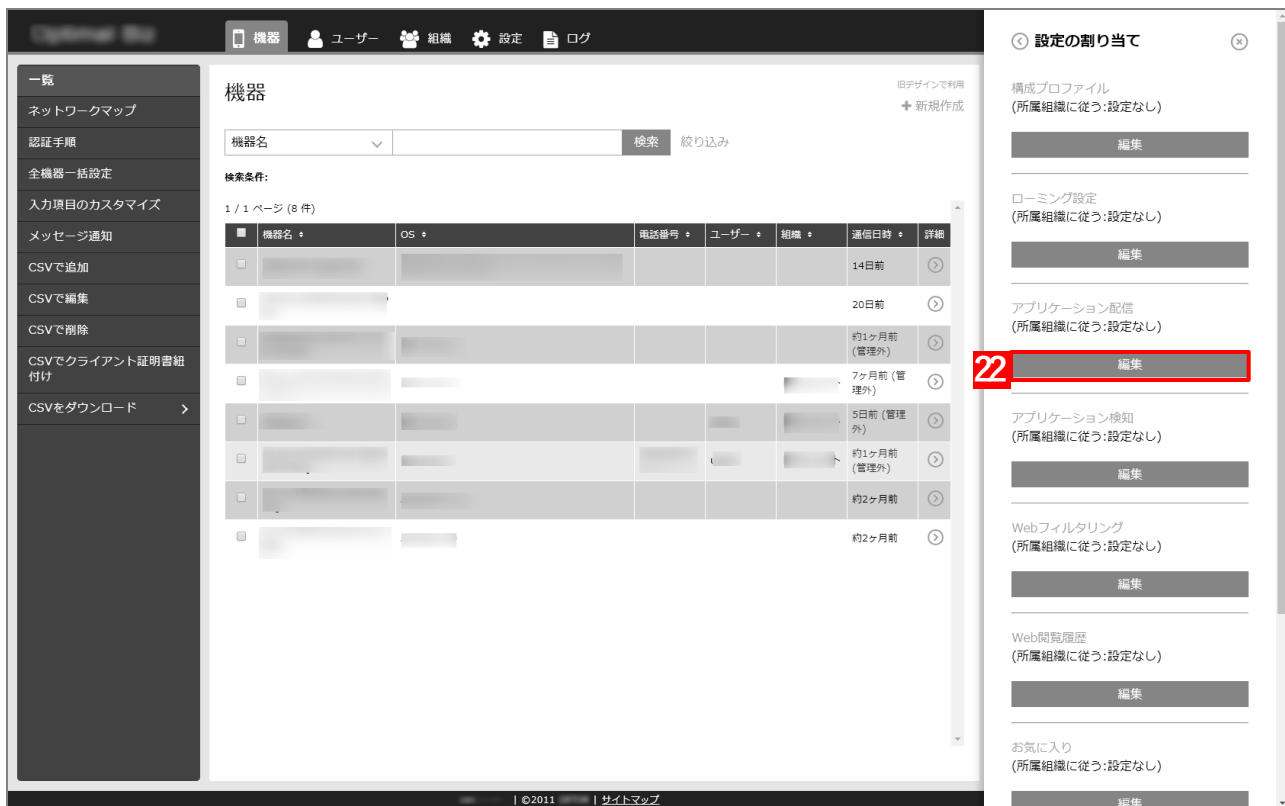 機器
ユーザー
組織
設定
ログ
一覧
ネットワークマップ
認証手順
全機器一括設定
入力項目のカスタマイズ
メッセージ通知
CSVで追加
CSVで編集
CSVで削除
CSVでクライアント証明書紐
付け
CSVをダウンロード
機器
旧デザインで利用
+ 新規作成
機器名
検索
絞り込み
検索条件:
1 / 1 ページ (8 件)
機器名 OS 電話番号 ユーザー 組織 通信日時 詳細
14日前
20日前
約1ヶ月前
(管理外)
7ヶ月前 (管
理外)
5日前 (管理
外)
約1ヶ月前
(管理外)
約2ヶ月前
約2ヶ月前
設定の割り当て
構成プロファイル
(所属組織に従う:設定なし)
編集
ローミング設定
(所属組織に従う:設定なし)
編集
アプリケーション配信
(所属組織に従う:設定なし)
22
編集
アプリケーション検知
(所属組織に従う:設定なし)
編集
Webフィルタリング
(所属組織に従う:設定なし)
編集
Web閲覧履歴
(所属組織に従う:設定なし)
編集
お気に入り
(所属組織に従う:設定なし)
編集
| ©2011 | サイトマップ